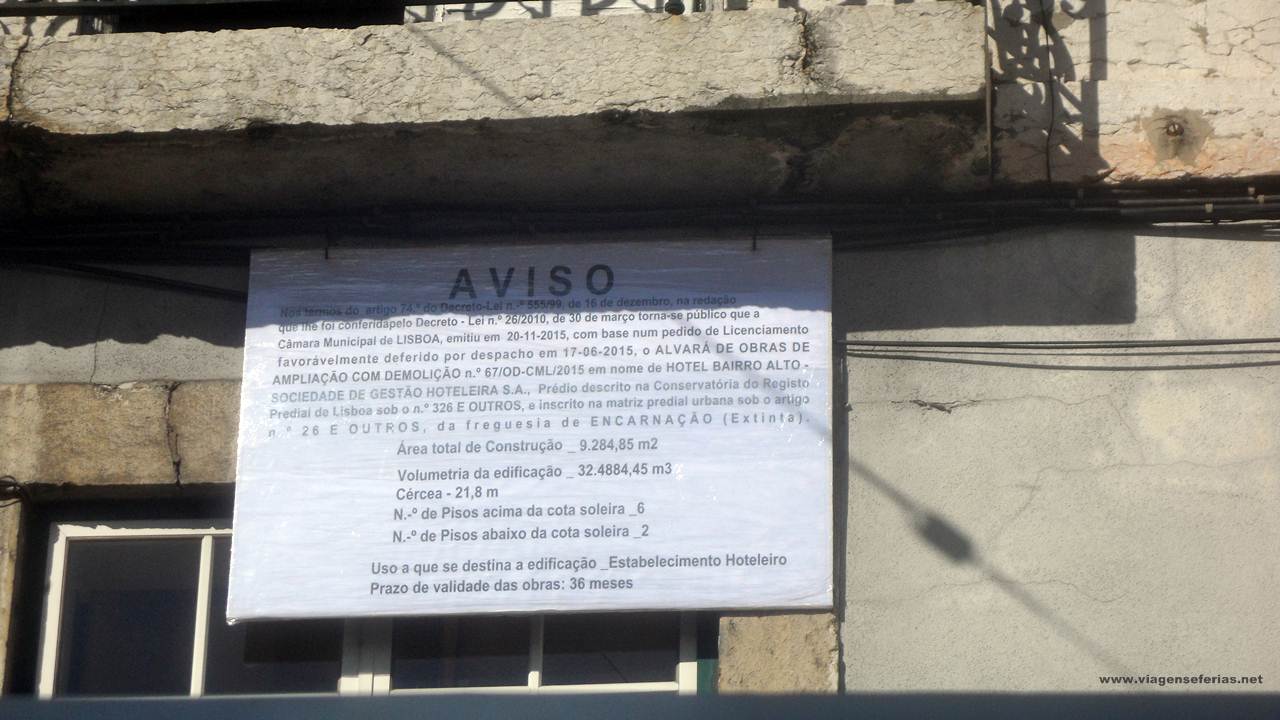 AVISO
Nos termos do artigo 74.º do Decreto-Lei n.-º 555/99, de 16 de dezembro, na redação
que lhe foi conferidapelo Decreto - Lei n.º 26/2010, de 30 de março torna-se público que a
Câmara Municipal de LISBOA, emitiu em 20-11-2015, com base num pedido de Licenciamento
favorávelmente deferido por despacho em 17-06-2015, o ALVARÁ DE OBRAS DE
AMPLIAÇÃO COM DEMOLIÇÃO n.º 67/OD-CML/2015 em nome de HOTEL BAIRRO ALTO -
SOCIEDADE DE GESTÃO HOTELEIRA S.A., Prédio descrito na Conservatória do Registo
Predial de Lisboa sob o n.º 326 E OUTROS, e inscrito na matriz predial urbana sob o artigo
n º 26 E OUTROS, da freguesia de ENCARNAÇÃO (Extinta).
Área total de Construção _ 9.284,85 m2
Volumetria da edificação _ 32.4884,45 m3
Cércea - 21,8 m
N.-º de Pisos acima da cota soleira _6
N.-º de Pisos abaixo da cota soleira _2
Uso a que se destina a edificação _Estabelecimento Hoteleiro
Prazo de validade das obras: 36 meses
www.viagenseferias.net